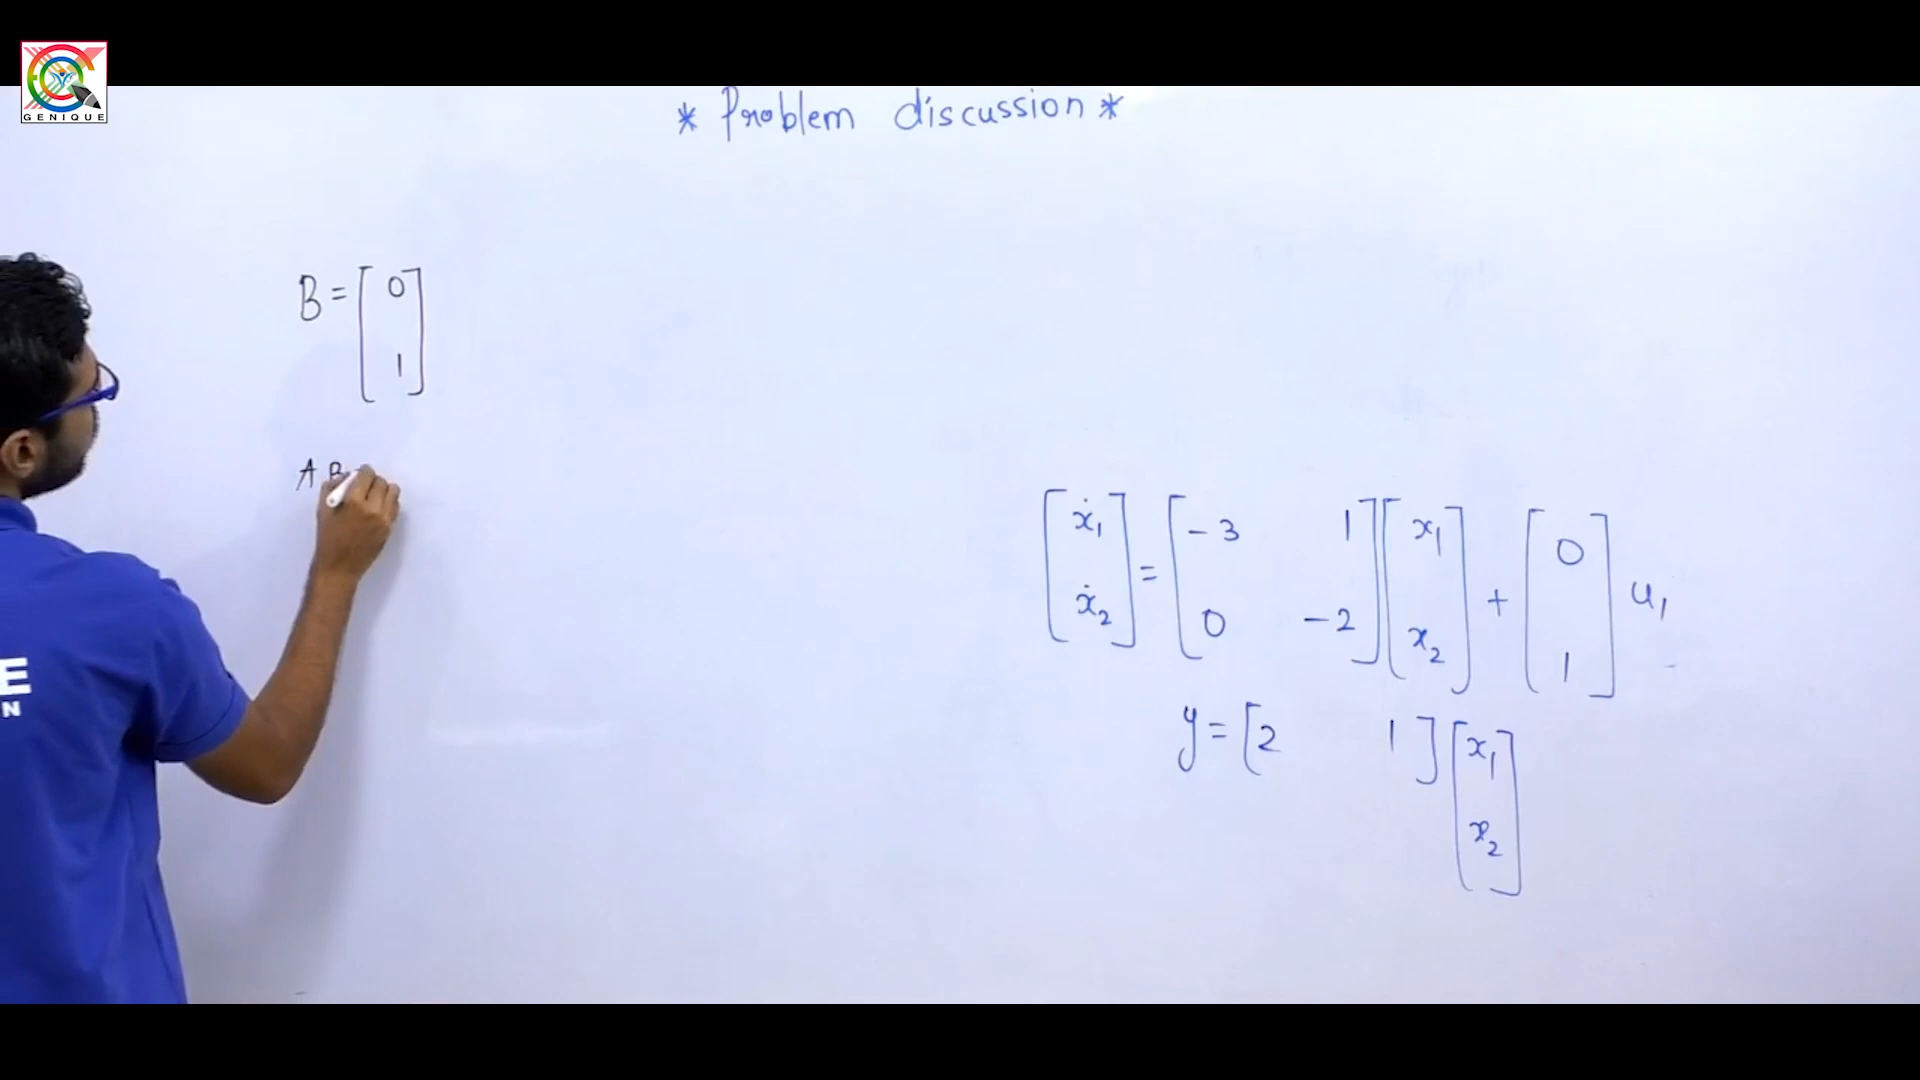 GENIQUE
* Problem discussion *
B = [ 0
1 ]
A B
[ ẋ₁ ẋ₂ ] = [ -3 1 0 -2 ] [ x₁ x₂ ] + [ 0 1 ] u₁
y = [ 2 1 ] [ x₁ x₂ ]
E
N